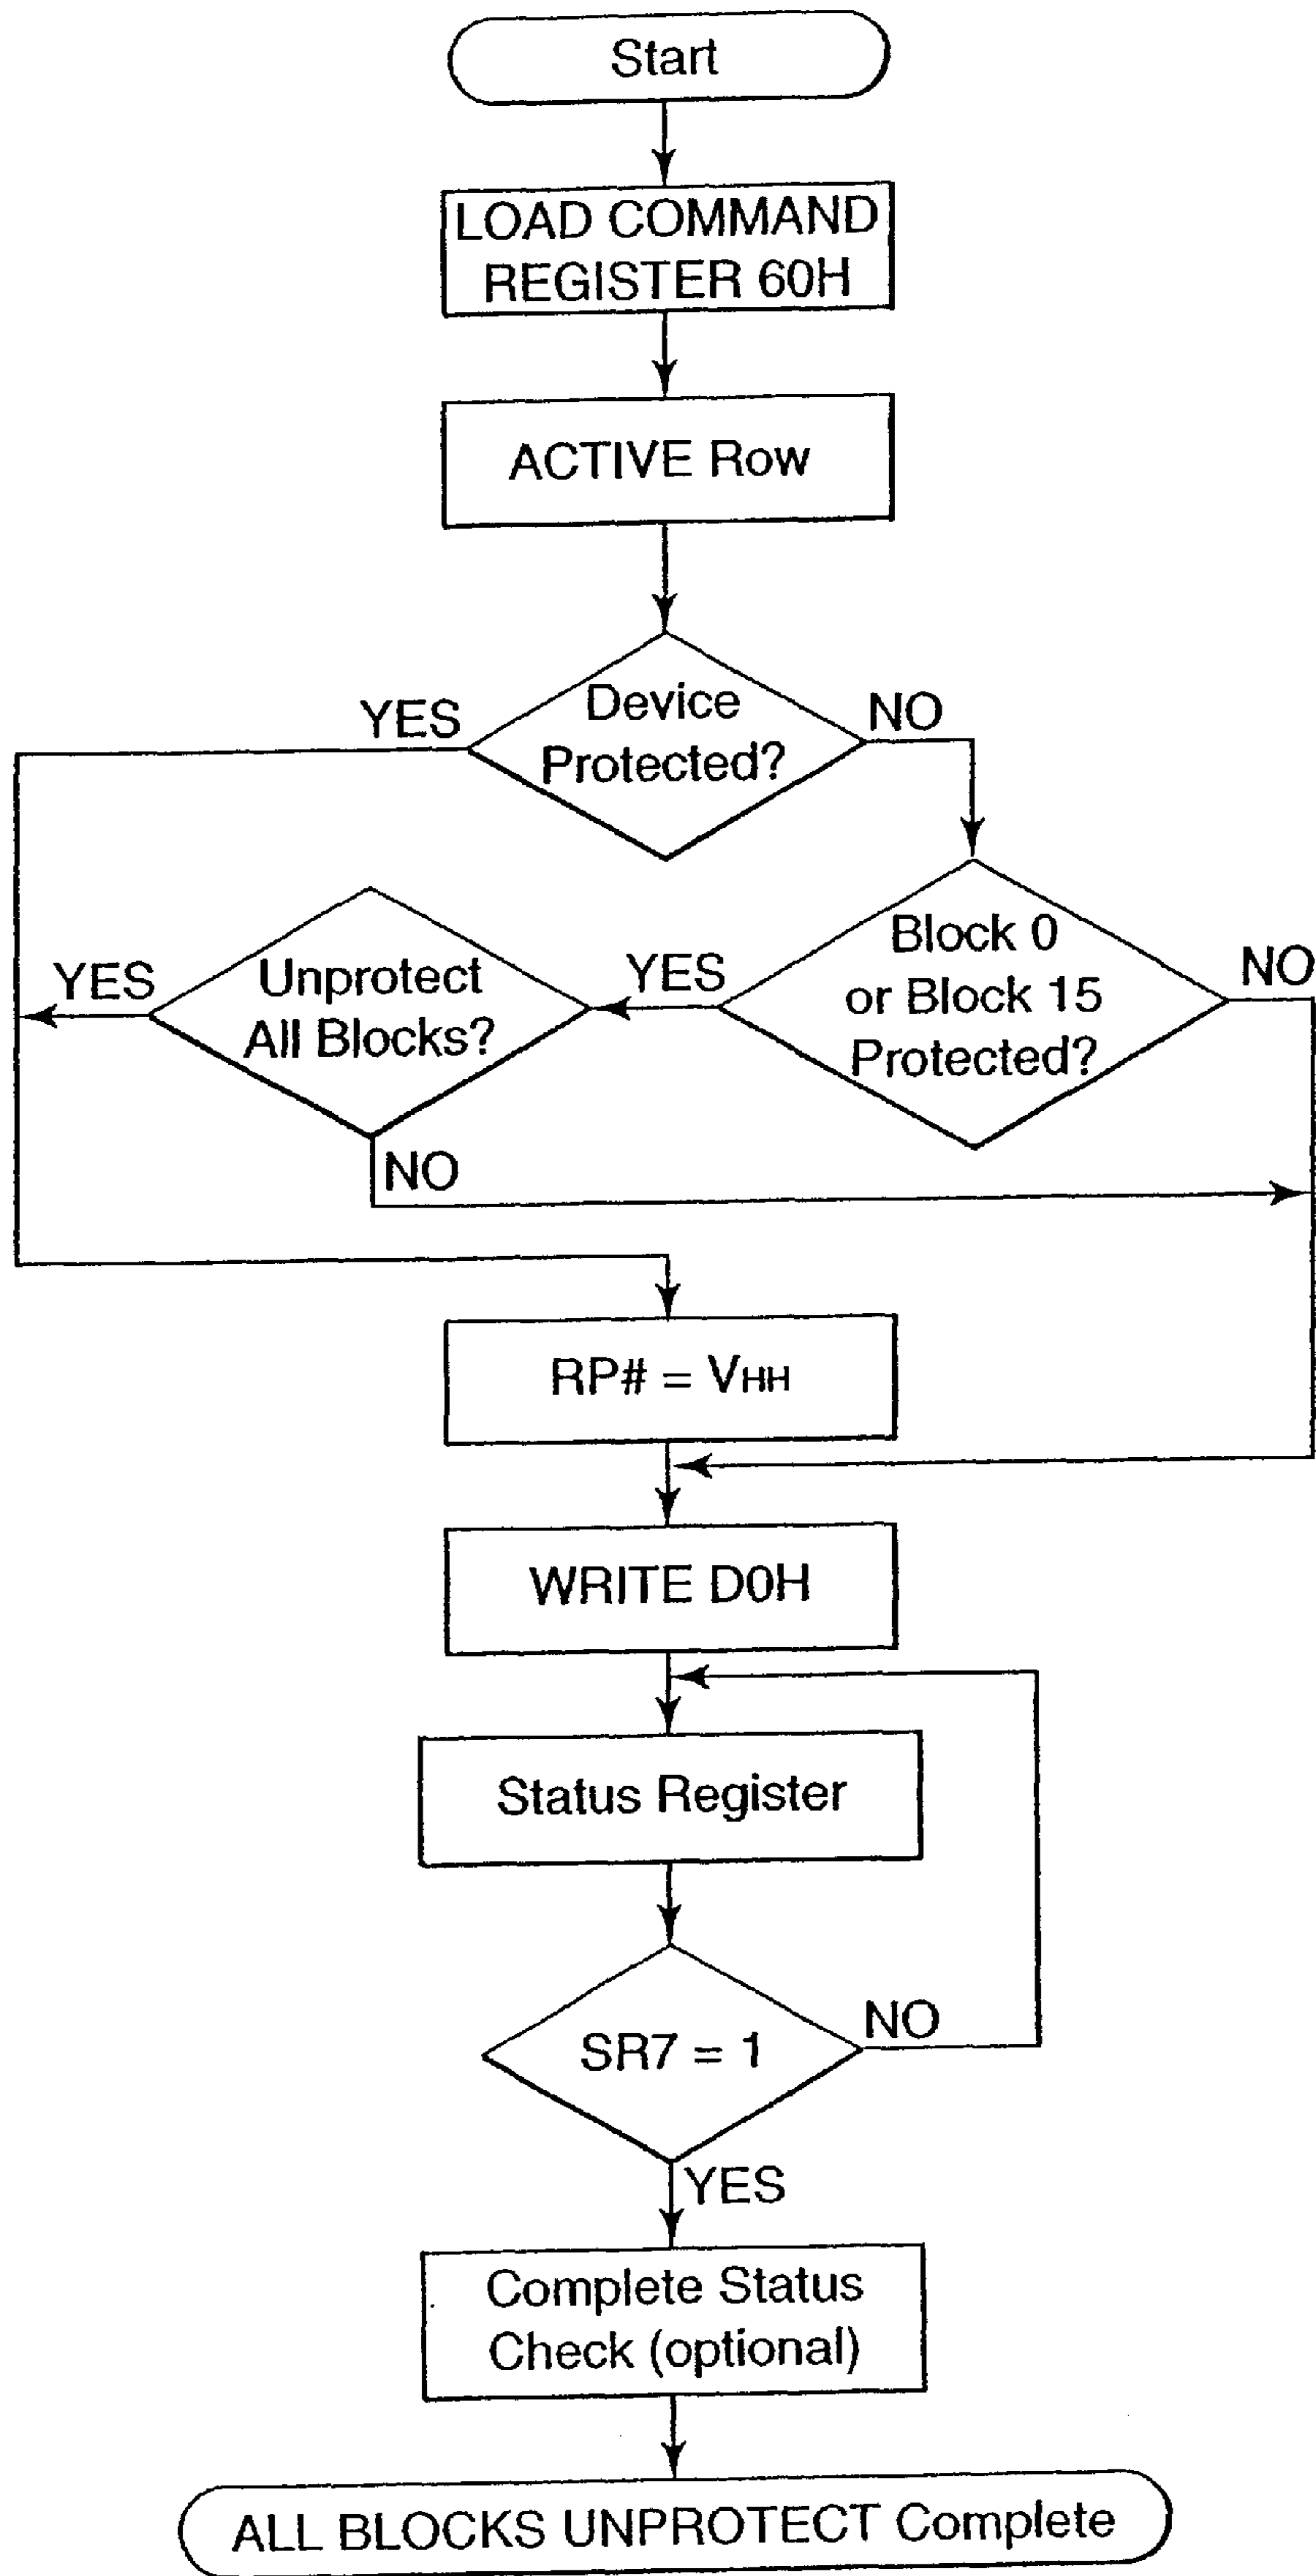 Start
LOAD COMMAND
REGISTER 60H
ACTIVE Row
Device
Protected?
YES
NO
Block 0
or Block 15
Protected?
YES
NO
Unprotect
All Blocks?
YES
NO
RP# = VHH
WRITE D0H
Status Register
SR7 = 1
NO
YES
Complete Status
Check (optional)
ALL BLOCKS UNPROTECT Complete